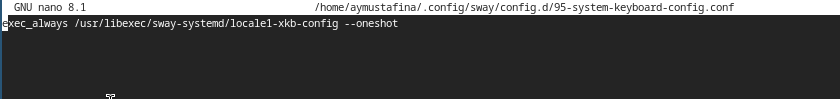 GNU nano 8.1 /home/aymustafina/.config/sway/config.d/95-system-keyboard-config.conf
exec_always /usr/libexec/sway-systemd/locale1-xkb-config --oneshot